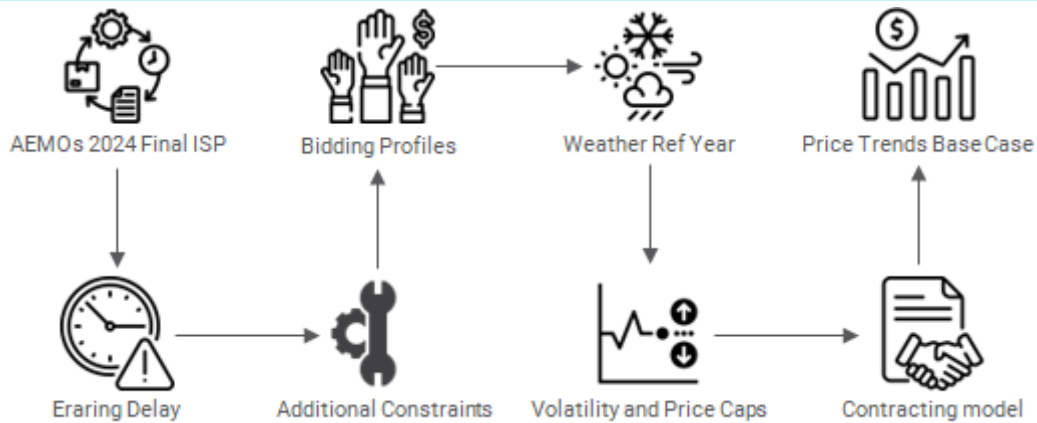 AEMOs 2024 Final ISP
Bidding Profiles
Weather Ref Year
Price Trends Base Case
Eraring Delay
Additional Constraints
Volatility and Price Caps
Contracting model